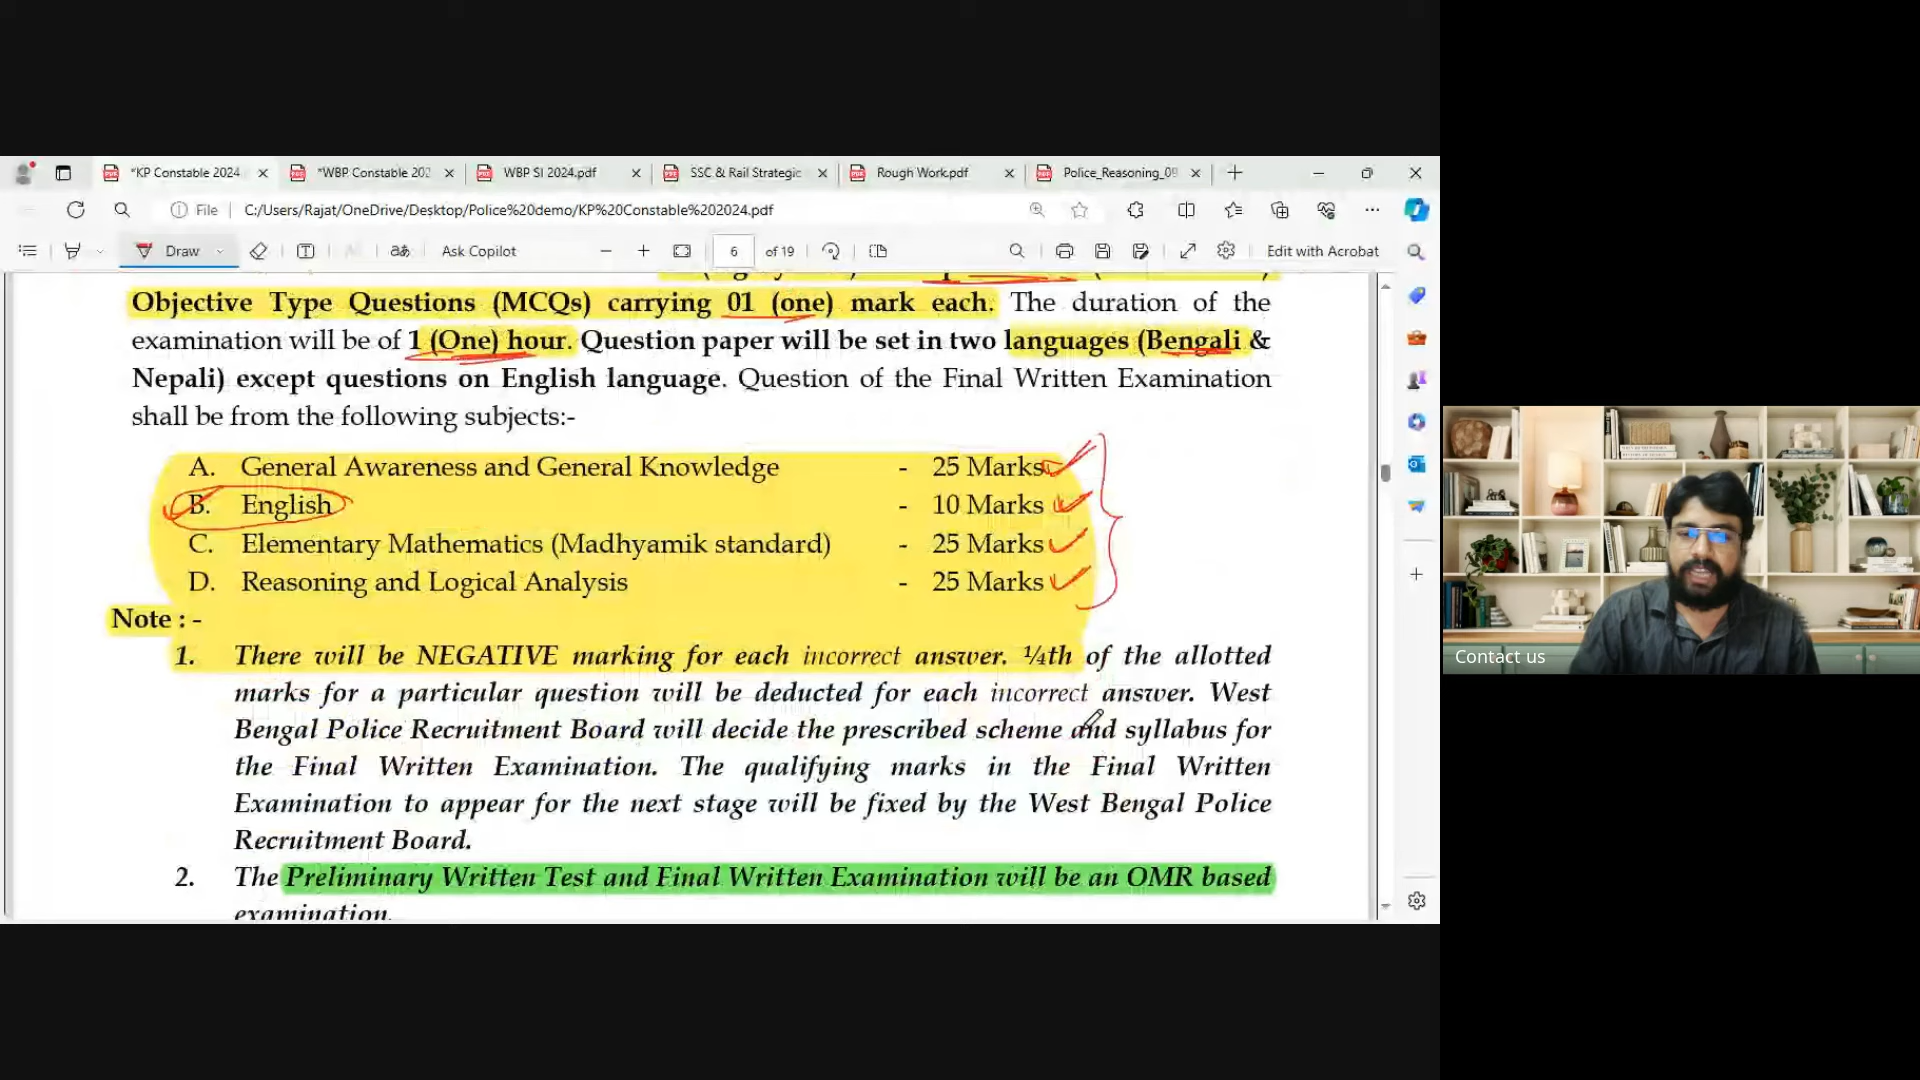 *KP Constable 2024
*WBP Constable 202
WBP SI 2024.pdf
SSC & Rail Strategic
Rough Work.pdf
Police_Reasoning_09
File
C:/Users/Rajat/OneDrive/Desktop/Police%20demo/KP%20Constable%202024.pdf
Draw
Ask Copilot
6
of 19
Edit with Acrobat
Objective Type Questions (MCQs) carrying 01 (one) mark each. The duration of the
examination will be of 1 (One) hour. Question paper will be set in two languages (Bengali &
Nepali) except questions on English language. Question of the Final Written Examination
shall be from the following subjects:-
A. General Awareness and General Knowledge - 25 Marks
B. English - 10 Marks
C. Elementary Mathematics (Madhyamik standard) - 25 Marks
D. Reasoning and Logical Analysis - 25 Marks
Note : -
1. There will be NEGATIVE marking for each incorrect answer. ¼th of the allotted
marks for a particular question will be deducted for each incorrect answer. West
Bengal Police Recruitment Board will decide the prescribed scheme and syllabus for
the Final Written Examination. The qualifying marks in the Final Written
Examination to appear for the next stage will be fixed by the West Bengal Police
Recruitment Board.
2. The Preliminary Written Test and Final Written Examination will be an OMR based
examination.
Contact us